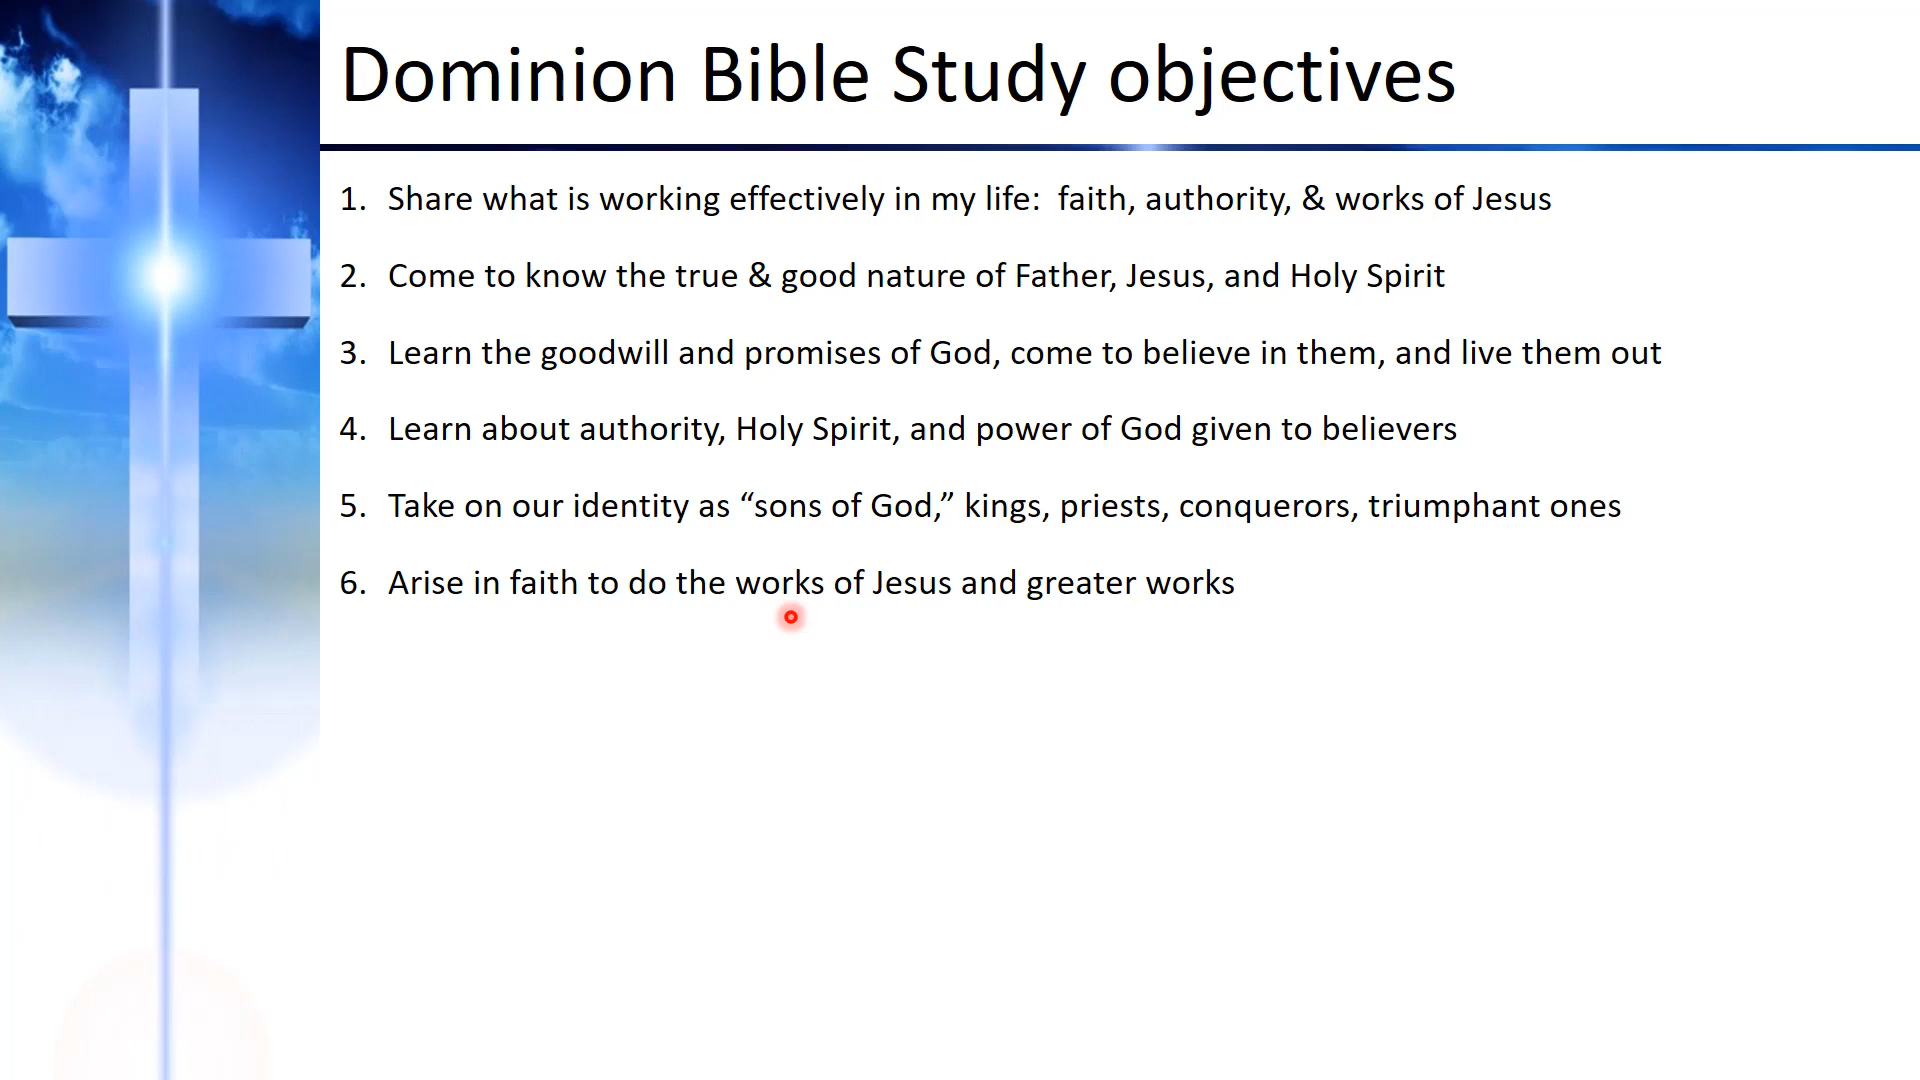 Dominion Bible Study objectives
1. Share what is working effectively in my life:  faith, authority, & works of Jesus
2. Come to know the true & good nature of Father, Jesus, and Holy Spirit
3. Learn the goodwill and promises of God, come to believe in them, and live them out
4. Learn about authority, Holy Spirit, and power of God given to believers
5. Take on our identity as “sons of God,” kings, priests, conquerors, triumphant ones
6. Arise in faith to do the works of Jesus and greater works